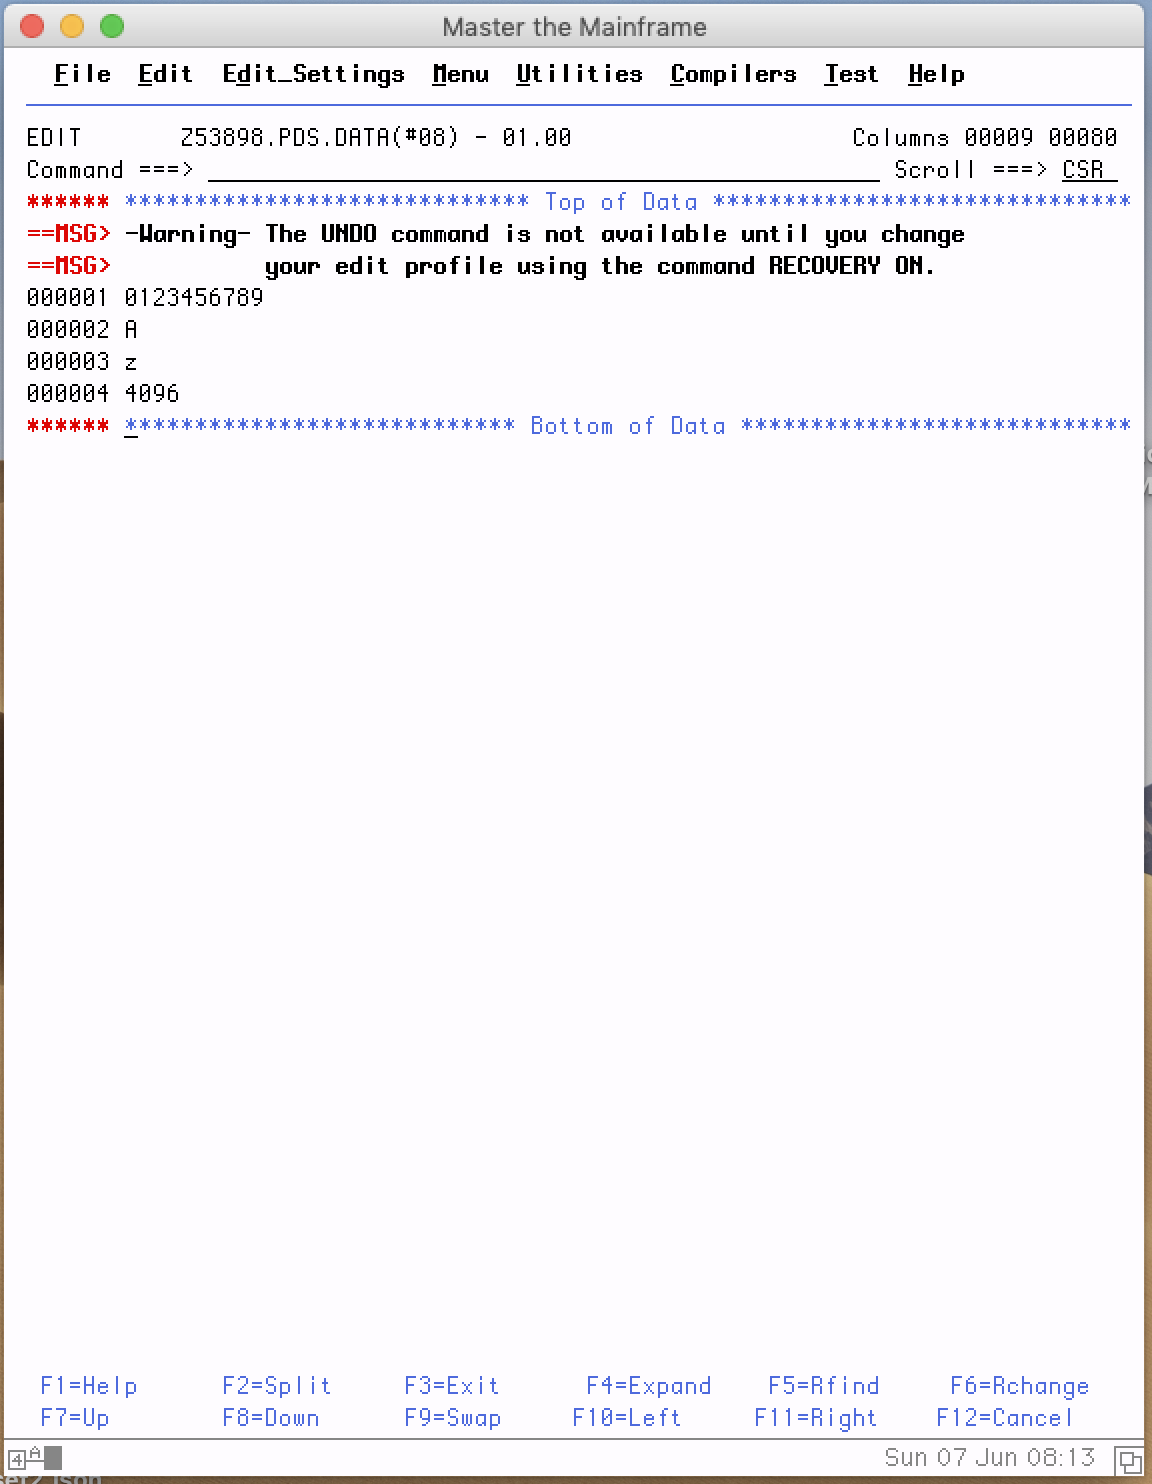 Master the Mainframe
File Edit Edit_Settings Menu Utilities Compilers Test Help
EDIT Z53898.PDS.DATA(#08) - 01.00 Columns 00009 00080
Command ===> Scroll ===> CSR
****** ***************************** Top of Data ******************************
==MSG> -Warning- The UNDO command is not available until you change
==MSG> your edit profile using the command RECOVERY ON.
000001 0123456789
000002 A
000003 z
000004 4096
****** **************************** Bottom of Data ****************************
F1=Help F2=Split F3=Exit F4=Expand F5=Rfind F6=Rchange
F7=Up F8=Down F9=Swap F10=Left F11=Right F12=Cancel
4 A Sun 07 Jun 08:13